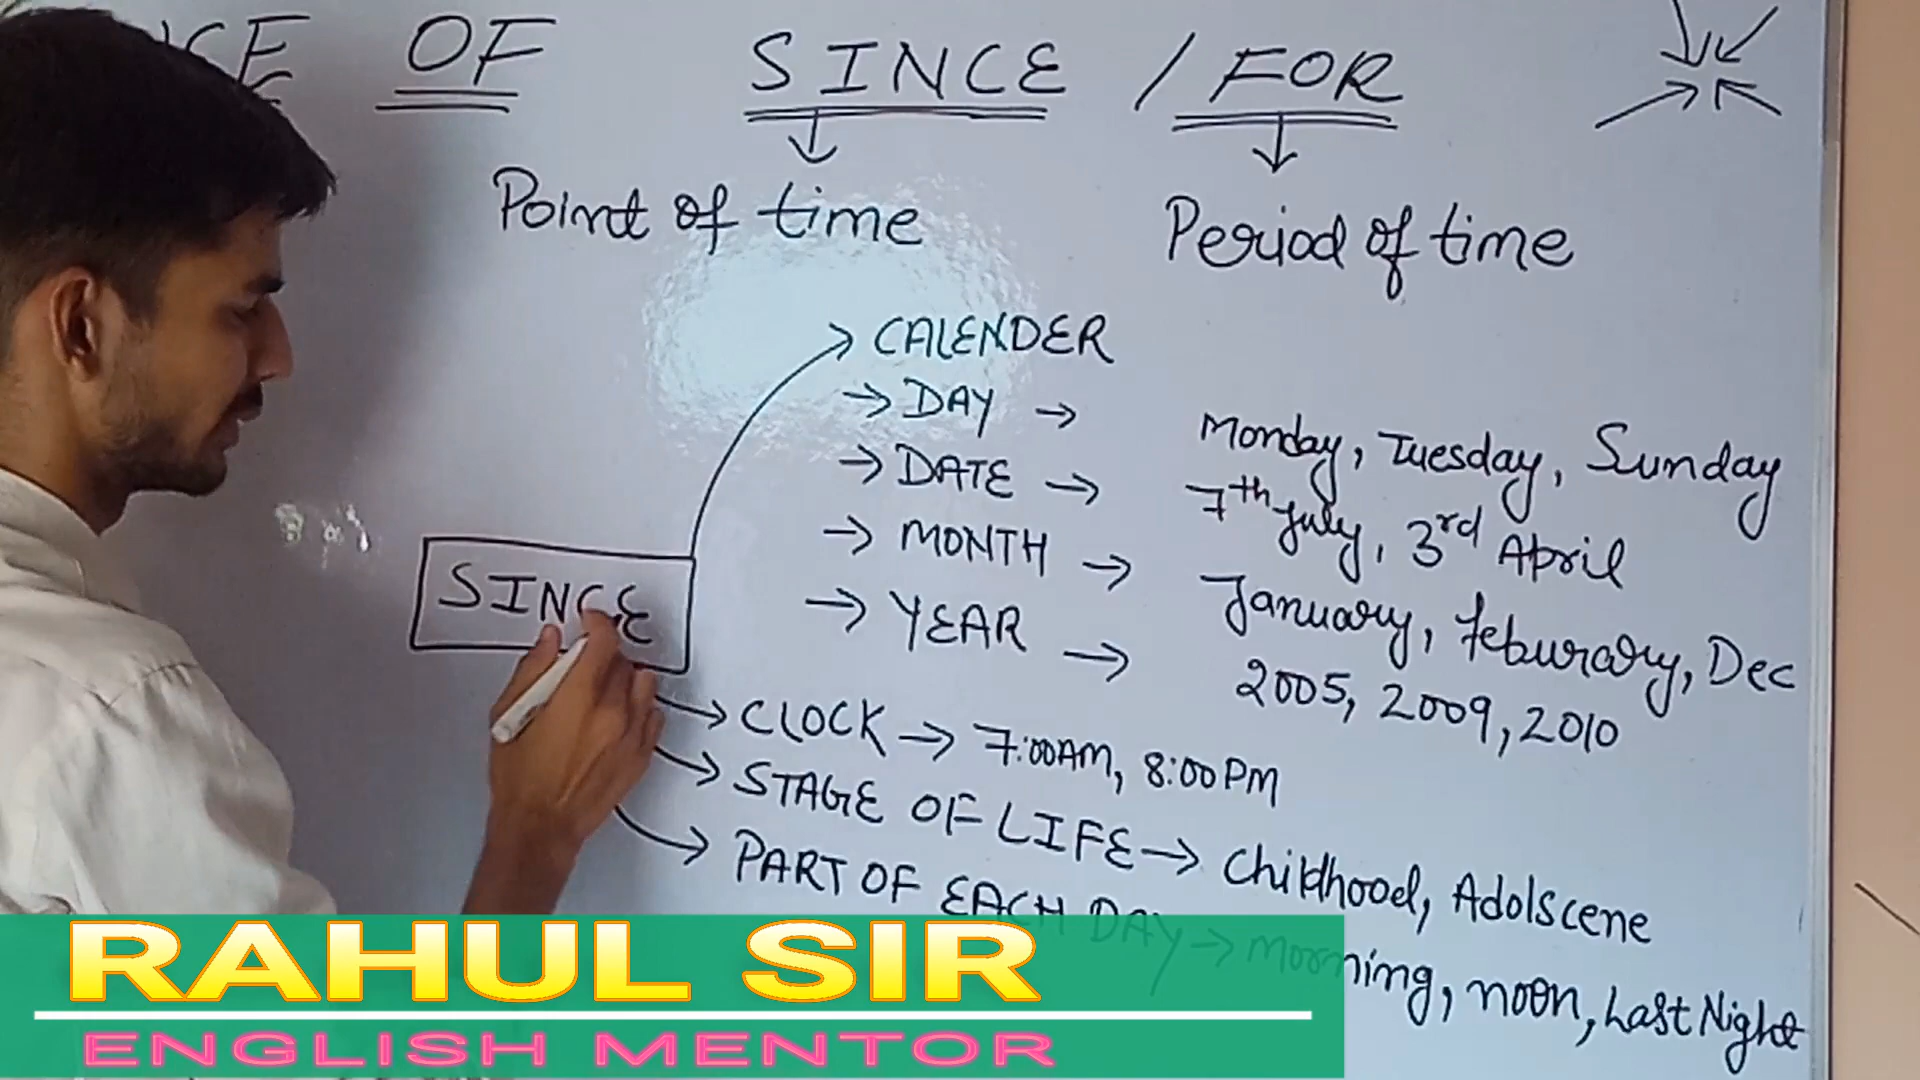 OF SINCE / FOR
Point of time
Period of time
CALENDER
DAY → Monday, Tuesday, Sunday
DATE → 7th July, 3rd April
MONTH → January, Feburary, Dec
YEAR → 2005, 2009, 2010
SINCE
CLOCK → 7:00AM, 8:00PM
STAGE OF LIFE → Childhood, Adolscene
PART OF EACH DAY → morning, noon, Last Night
RAHUL SIR
ENGLISH MENTOR